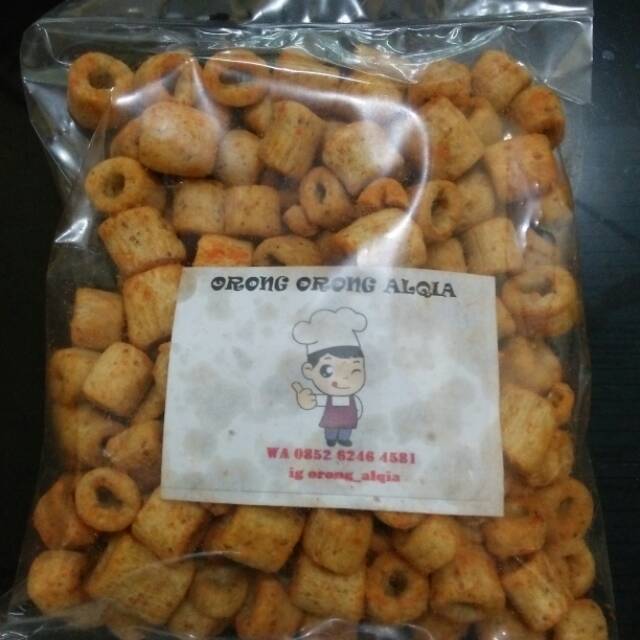 ORONG ORONG ALQIA
WA 0852 6246 4581
ig orong_alqia